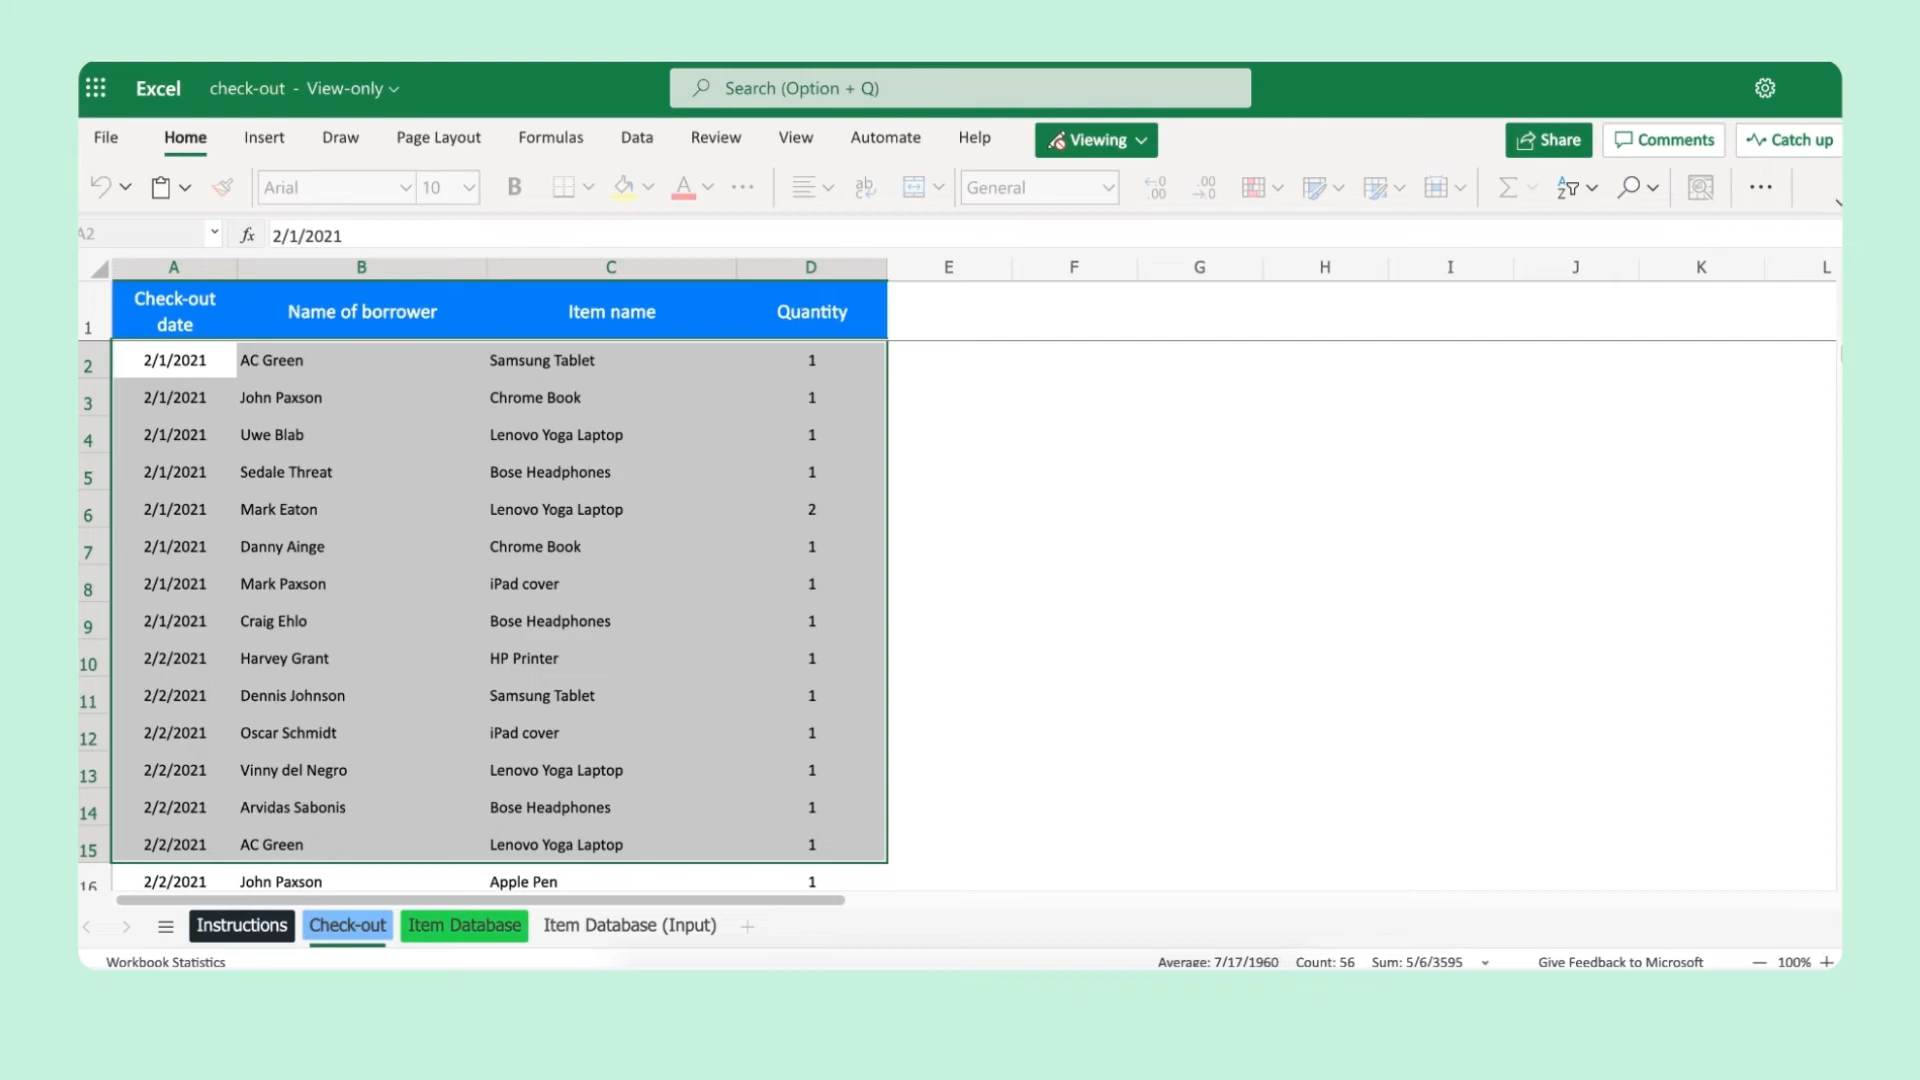 Excel check-out - View-only Search (Option + Q)
File Home Insert Draw Page Layout Formulas Data Review View Automate Help Viewing Share Comments Catch up
Arial 10 B A ab General .00 .00
A2 fx 2/1/2021
A B C D E F G H I J K L
1 Check-out date Name of borrower Item name Quantity
2 2/1/2021 AC Green Samsung Tablet 1
3 2/1/2021 John Paxson Chrome Book 1
4 2/1/2021 Uwe Blab Lenovo Yoga Laptop 1
5 2/1/2021 Sedale Threat Bose Headphones 1
6 2/1/2021 Mark Eaton Lenovo Yoga Laptop 2
7 2/1/2021 Danny Ainge Chrome Book 1
8 2/1/2021 Mark Paxson iPad cover 1
9 2/1/2021 Craig Ehlo Bose Headphones 1
10 2/2/2021 Harvey Grant HP Printer 1
11 2/2/2021 Dennis Johnson Samsung Tablet 1
12 2/2/2021 Oscar Schmidt iPad cover 1
13 2/2/2021 Vinny del Negro Lenovo Yoga Laptop 1
14 2/2/2021 Arvidas Sabonis Bose Headphones 1
15 2/2/2021 AC Green Lenovo Yoga Laptop 1
16 2/2/2021 John Paxson Apple Pen 1
Instructions Check-out Item Database Item Database (Input)
Workbook Statistics Average: 7/17/1960 Count: 56 Sum: 5/6/3595 Give Feedback to Microsoft 100%